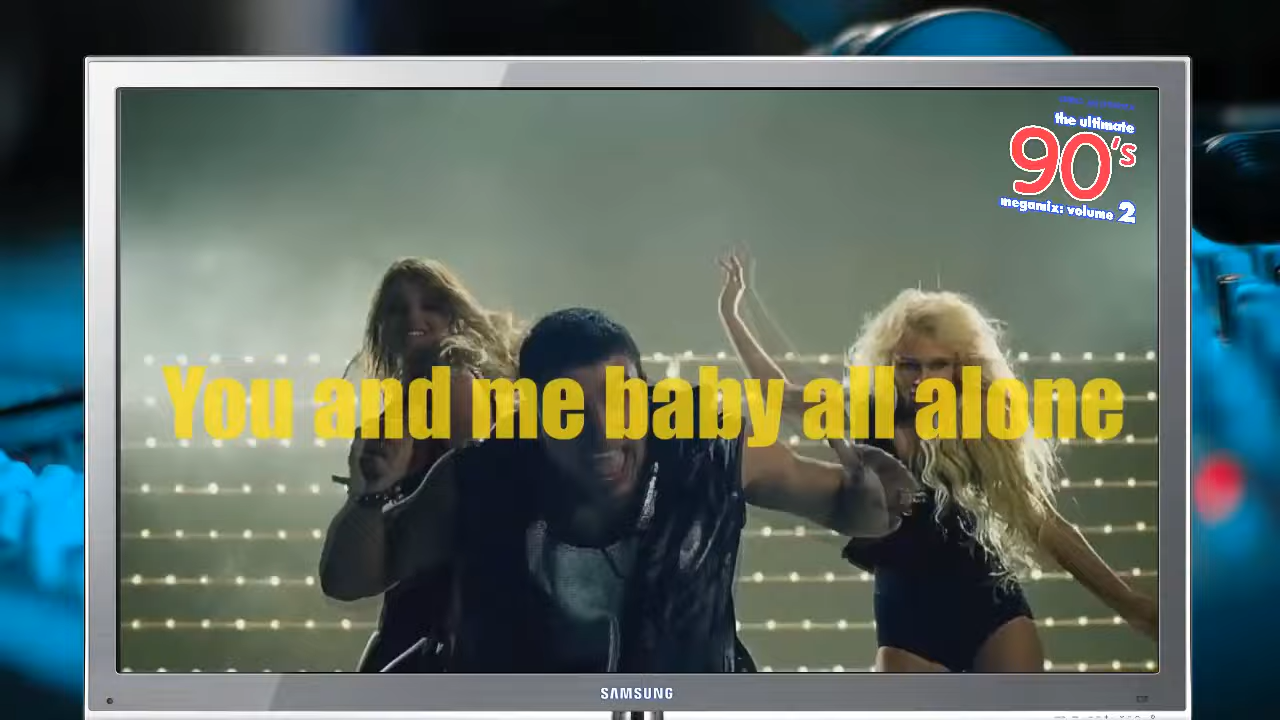 the ultimate
90's
megamix: volume 2
You and me baby all alone
SAMSUNG